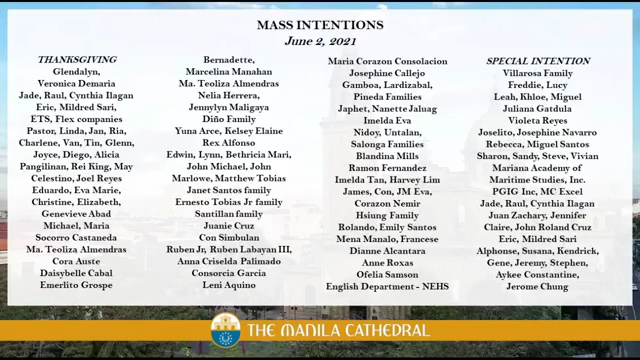 MASS INTENTIONS
June 2, 2021
THANKSGIVING
Glendalyn,
Veronica Demaria
Jade, Raul, Cynthia Ilagan
Eric, Mildred Sari,
ETS, Flex companies
Pastor, Linda, Jan, Ria,
Charlene, Van, Tin, Glenn,
Joyce, Diego, Alicia
Pangilinan, Rei King, May
Celestino, Joel Reyes
Eduardo, Eva Marie,
Christine, Elizabeth,
Genevieve Abad
Michael, Maria
Socorro Castaneda
Ma. Teoliza Almendras
Cora Auste
Daisybelle Cabal
Emerlito Grospe
Bernadette,
Marcelina Manahan
Ma. Teoliza Almendras
Nelia Herrera,
Jennylyn Maligaya
Diño Family
Yuna Arce, Kelsey Elaine
Rex Alfonso
Edwin, Lynn, Bethricia Mari,
John Michael, John
Marlowe, Matthew Tobias
Janet Santos family
Ernesto Tobias Jr family
Santillan family
Juanie Cruz
Con Simbulan
Ruben Jr, Ruben Labayan III,
Anna Criselda Palimado
Consorcia Garcia
Leni Aquino
Maria Corazon Consolacion
Josephine Callejo
Gamboa, Lardizabal,
Pineda Families
Japhet, Nanette Jaluag
Imelda Eva
Nidoy, Untalan,
Salonga Families
Blandina Mills
Ramon Fernandez
Imelda Tan, Harvey Lim
James, Con, JM Eva,
Corazon Nemir
Hsiung Family
Rolando, Emily Santos
Mena Manalo, Francese
Dianne Alcantara
Anne Roxas
Ofelia Samson
English Department - NEHS
SPECIAL INTENTION
Villarosa Family
Freddie, Lucy
Leah, Khloe, Miguel
Juliana Gatdula
Violeta Reyes
Joselito, Josephine Navarro
Rebecca, Miguel Santos
Sharon, Sandy, Steve, Vivian
Mariana Academy of
Maritime Studies, Inc.
PGIG Inc, MC Excel
Jade, Raul, Cynthia Ilagan
Juan Zachary, Jennifer
Claire, John Roland Cruz
Eric, Mildred Sari
Alphonse, Susana, Kendrick,
Gene, Jeremy, Stephen,
Aykee Constantine,
Jerome Chung
THE MANILA CATHEDRAL